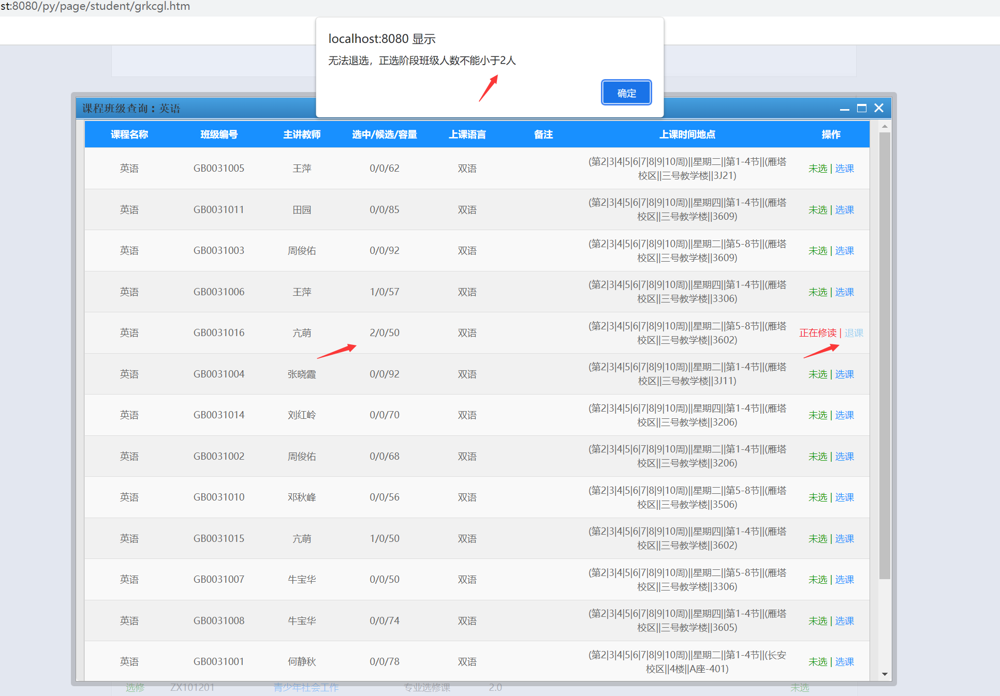 st:8080/py/page/student/grkcgl.htm
localhost:8080 显示
无法退选，正选阶段班级人数不能小于2人
确定
课程班级查询：英语
课程名称 班级编号 主讲教师 选中/候选/容量 上课语言 备注 上课时间地点 操作
英语 GB0031005 王萍 0/0/62 双语 (第2|3|4|5|6|7|8|9|10周)||星期二||第1-4节||(雁塔 未选 | 选课
校区||三号教学楼||3J21)
英语 GB0031011 田园 0/0/85 双语 (第2|3|4|5|6|7|8|9|10周)||星期四||第1-4节||(雁塔 未选 | 选课
校区||三号教学楼||3609)
英语 GB0031003 周俊佑 0/0/92 双语 (第2|3|4|5|6|7|8|9|10周)||星期二||第5-8节||(雁塔 未选 | 选课
校区||三号教学楼||3609)
英语 GB0031006 王萍 1/0/57 双语 (第2|3|4|5|6|7|8|9|10周)||星期四||第1-4节||(雁塔 未选 | 选课
校区||三号教学楼||3306)
英语 GB0031016 亢萌 2/0/50 双语 (第2|3|4|5|6|7|8|9|10周)||星期二||第5-8节||(雁塔 正在修读 | 退课
校区||三号教学楼||3602)
英语 GB0031004 张晓霞 0/0/92 双语 (第2|3|4|5|6|7|8|9|10周)||星期二||第1-4节||(雁塔 未选 | 选课
校区||三号教学楼||3J11)
英语 GB0031014 刘红岭 0/0/70 双语 (第2|3|4|5|6|7|8|9|10周)||星期四||第1-4节||(雁塔 未选 | 选课
校区||三号教学楼||3206)
英语 GB0031002 周俊佑 0/0/68 双语 (第2|3|4|5|6|7|8|9|10周)||星期二||第1-4节||(雁塔 未选 | 选课
校区||三号教学楼||3206)
英语 GB0031010 邓秋峰 0/0/56 双语 (第2|3|4|5|6|7|8|9|10周)||星期二||第5-8节||(雁塔 未选 | 选课
校区||三号教学楼||3506)
英语 GB0031015 亢萌 1/0/50 双语 (第2|3|4|5|6|7|8|9|10周)||星期四||第1-4节||(雁塔 未选 | 选课
校区||三号教学楼||3602)
英语 GB0031007 牛宝华 0/0/50 双语 (第2|3|4|5|6|7|8|9|10周)||星期二||第5-8节||(雁塔 未选 | 选课
校区||三号教学楼||3306)
英语 GB0031008 牛宝华 0/0/74 双语 (第2|3|4|5|6|7|8|9|10周)||星期四||第1-4节||(雁塔 未选 | 选课
校区||三号教学楼||3605)
英语 GB0031001 何静秋 0/0/78 双语 (第2|3|4|5|6|7|8|9|10周)||星期二||第1-4节||(长安 未选 | 选课
校区||4楼||A座-401)
选修 ZX101201 青少年社会工作 专业选修课 2.0 未选